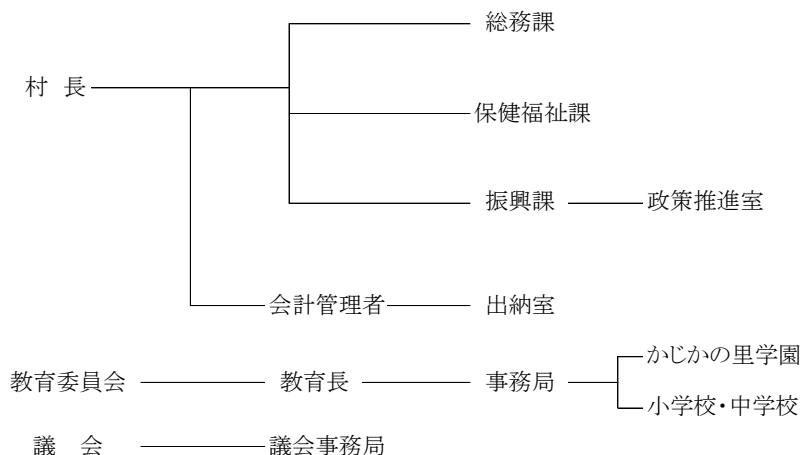 総務課
村 長
保健福祉課
振興課 政策推進室
会計管理者 出納室
かじかの里学園
教育委員会 教育長 事務局
小学校・中学校
議 会 議会事務局